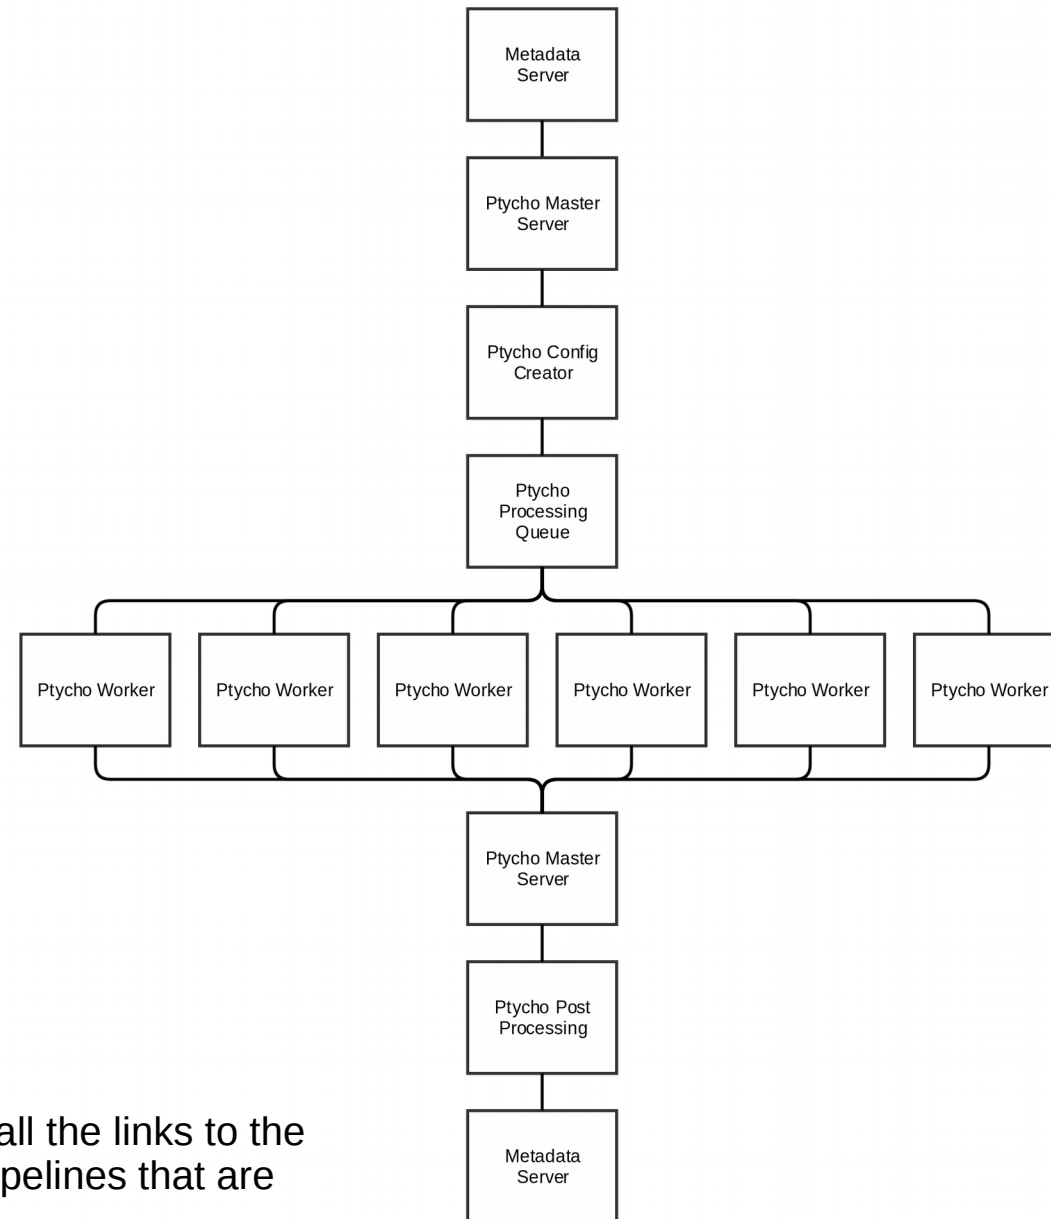 Metadata
Server
Ptycho Master
Server
Ptycho Config
Creator
Ptycho
Processing
Queue
Ptycho Worker
Ptycho Worker
Ptycho Worker
Ptycho Worker
Ptycho Worker
Ptycho Worker
Ptycho Master
Server
Ptycho Post
Processing
all the links to the
pelines that are
Metadata
Server